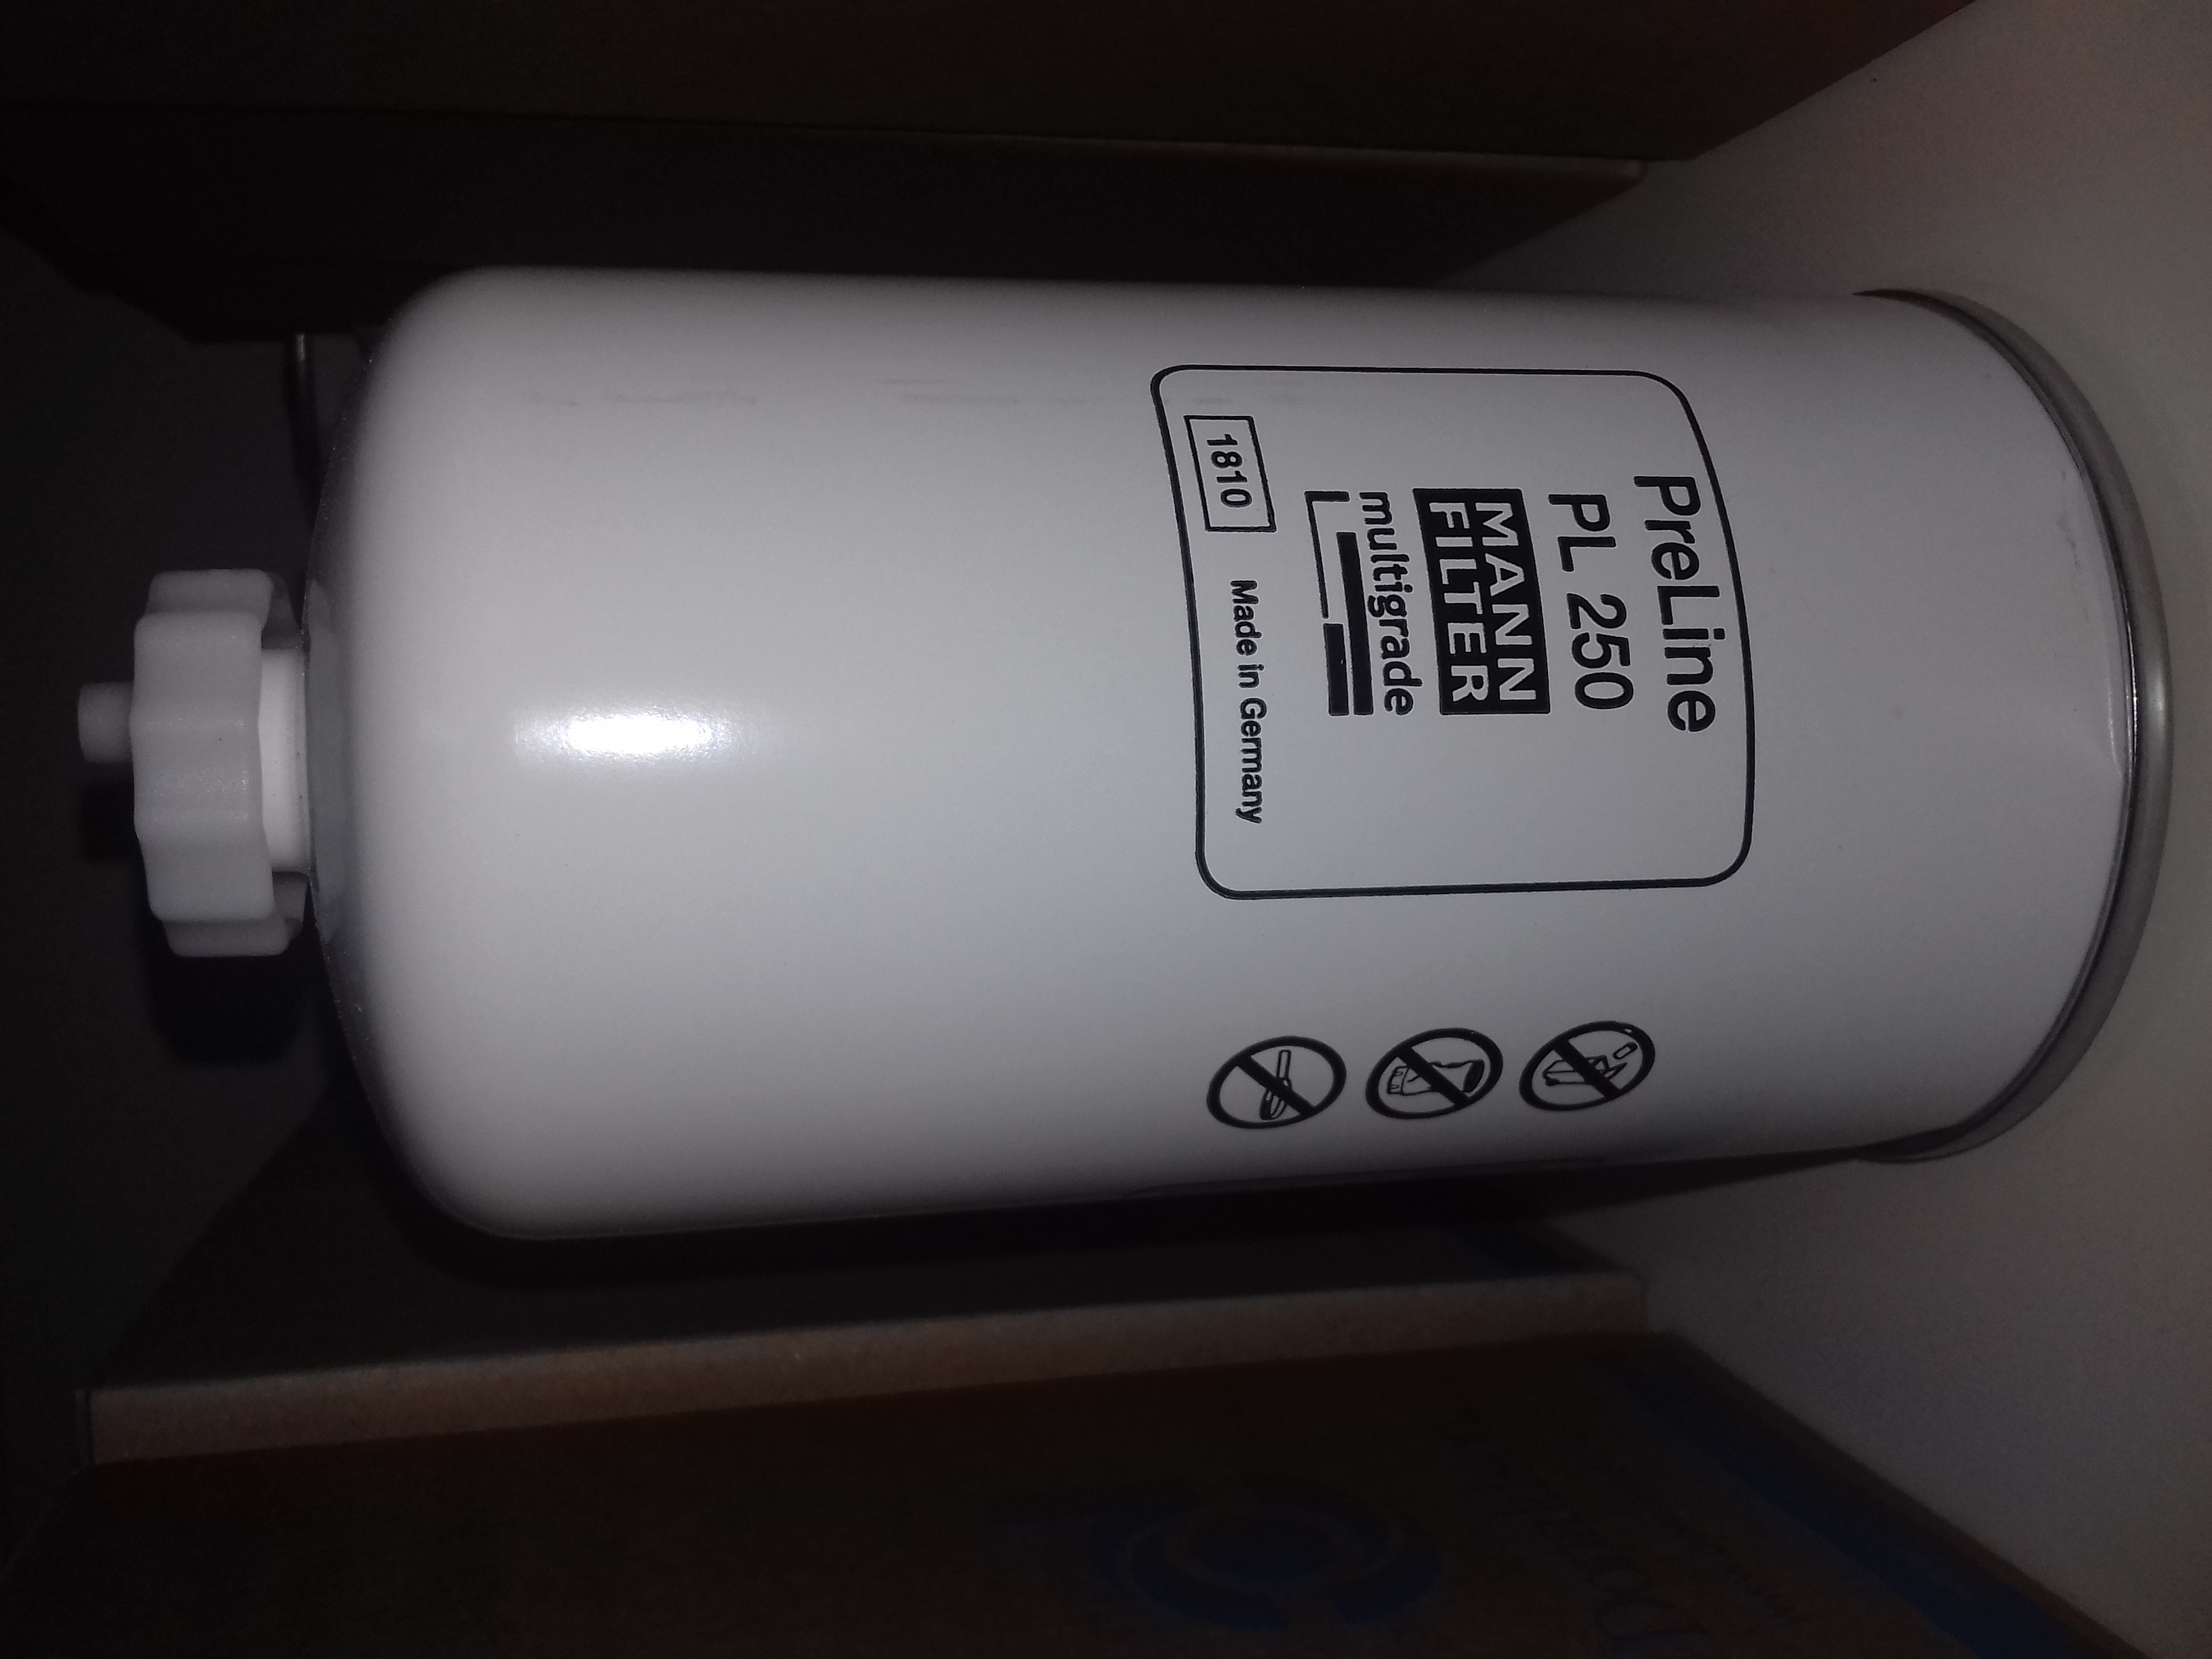 PreLine
PL 250
MANN
FILTER
multigrade
1810 Made in Germany